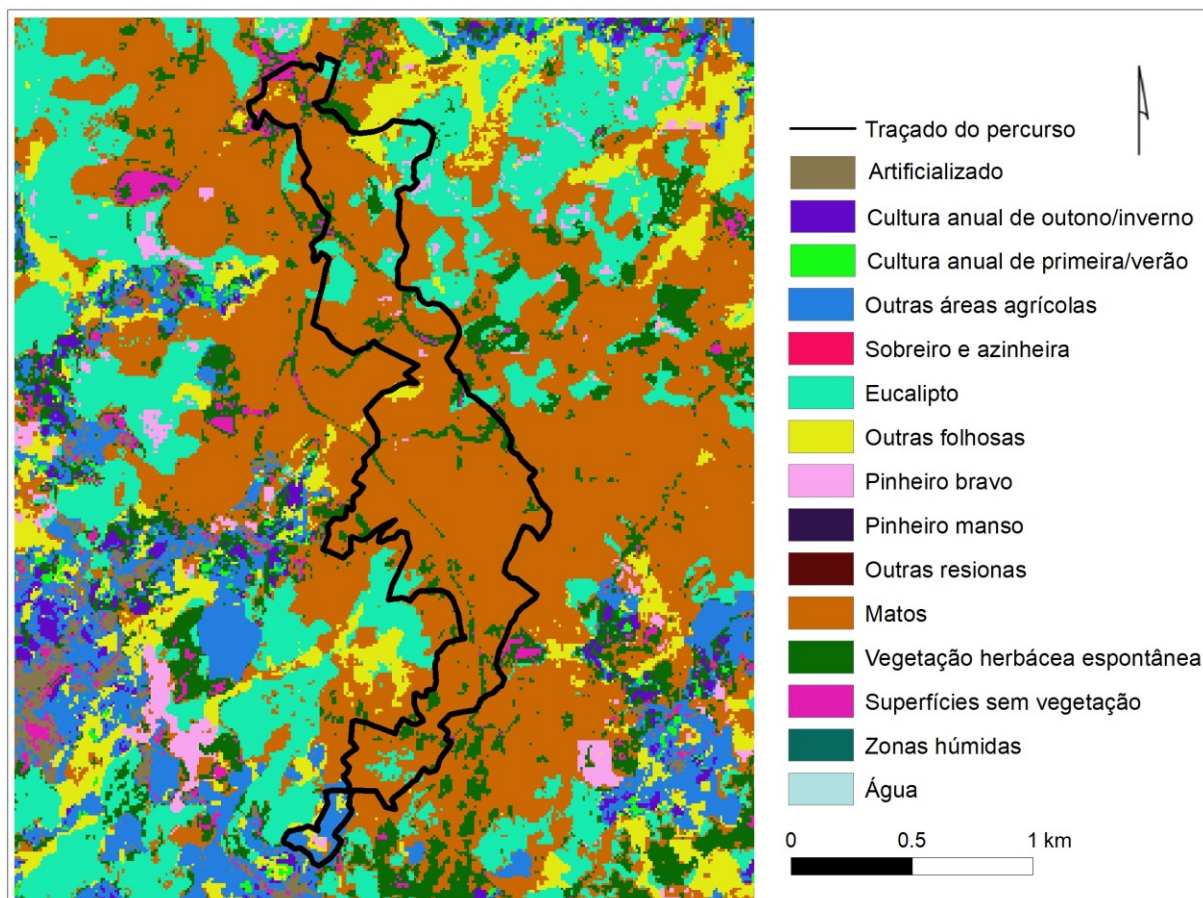 Traçado do percurso
Artificializado
Cultura anual de outono/inverno
Cultura anual de primeira/verão
Outras áreas agrícolas
Sobreiro e azinheira
Eucalipto
Outras folhosas
Pinheiro bravo
Pinheiro manso
Outras resionas
Matos
Vegetação herbácea espontânea
Superfícies sem vegetação
Zonas húmidas
Água
0 0.5 1 km